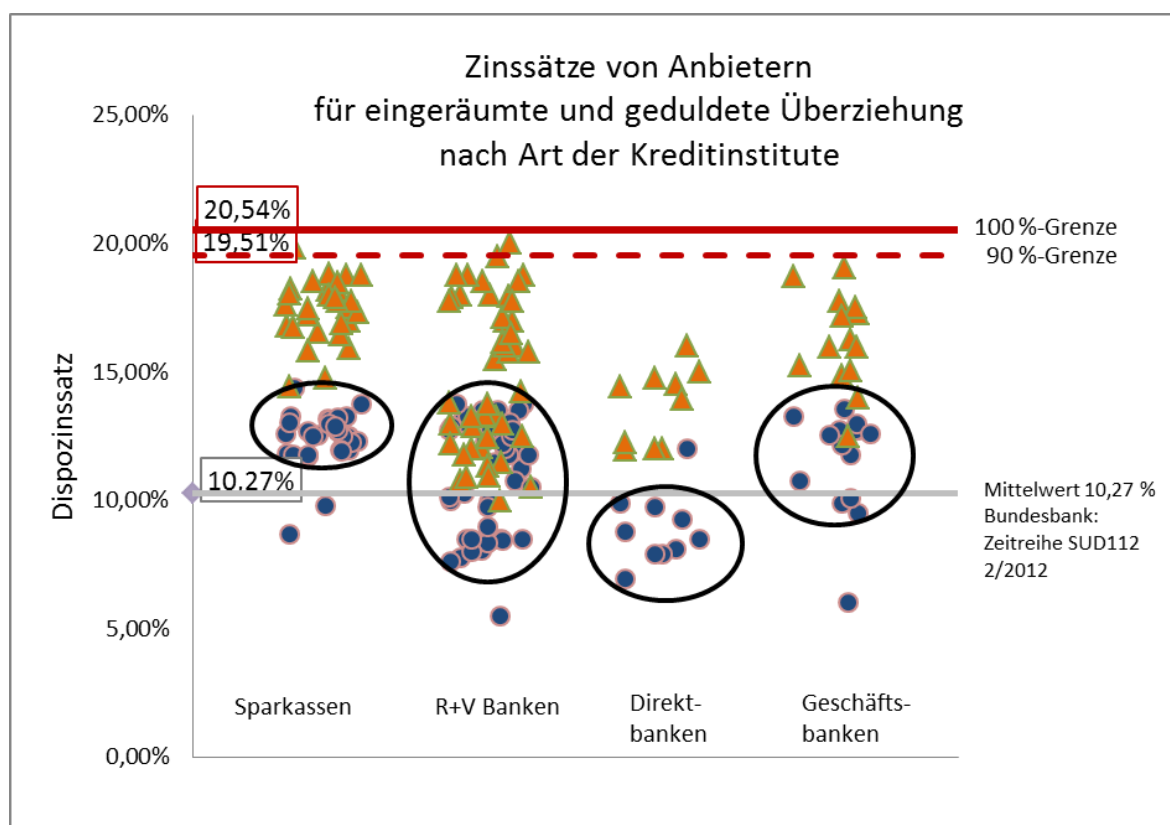 Zinssätze von Anbietern
für eingeräumte und geduldete Überziehung
nach Art der Kreditinstitute
25,00%
20,00%
15,00%
10,00%
5,00%
0,00%
Dispozinssatz
20,54%
19,51%
10,27%
100 %-Grenze
90 %-Grenze
Mittelwert 10,27 %
Bundesbank:
Zeitreihe SUD112
2/2012
Sparkassen
R+V Banken
Direkt-
banken
Geschäfts-
banken